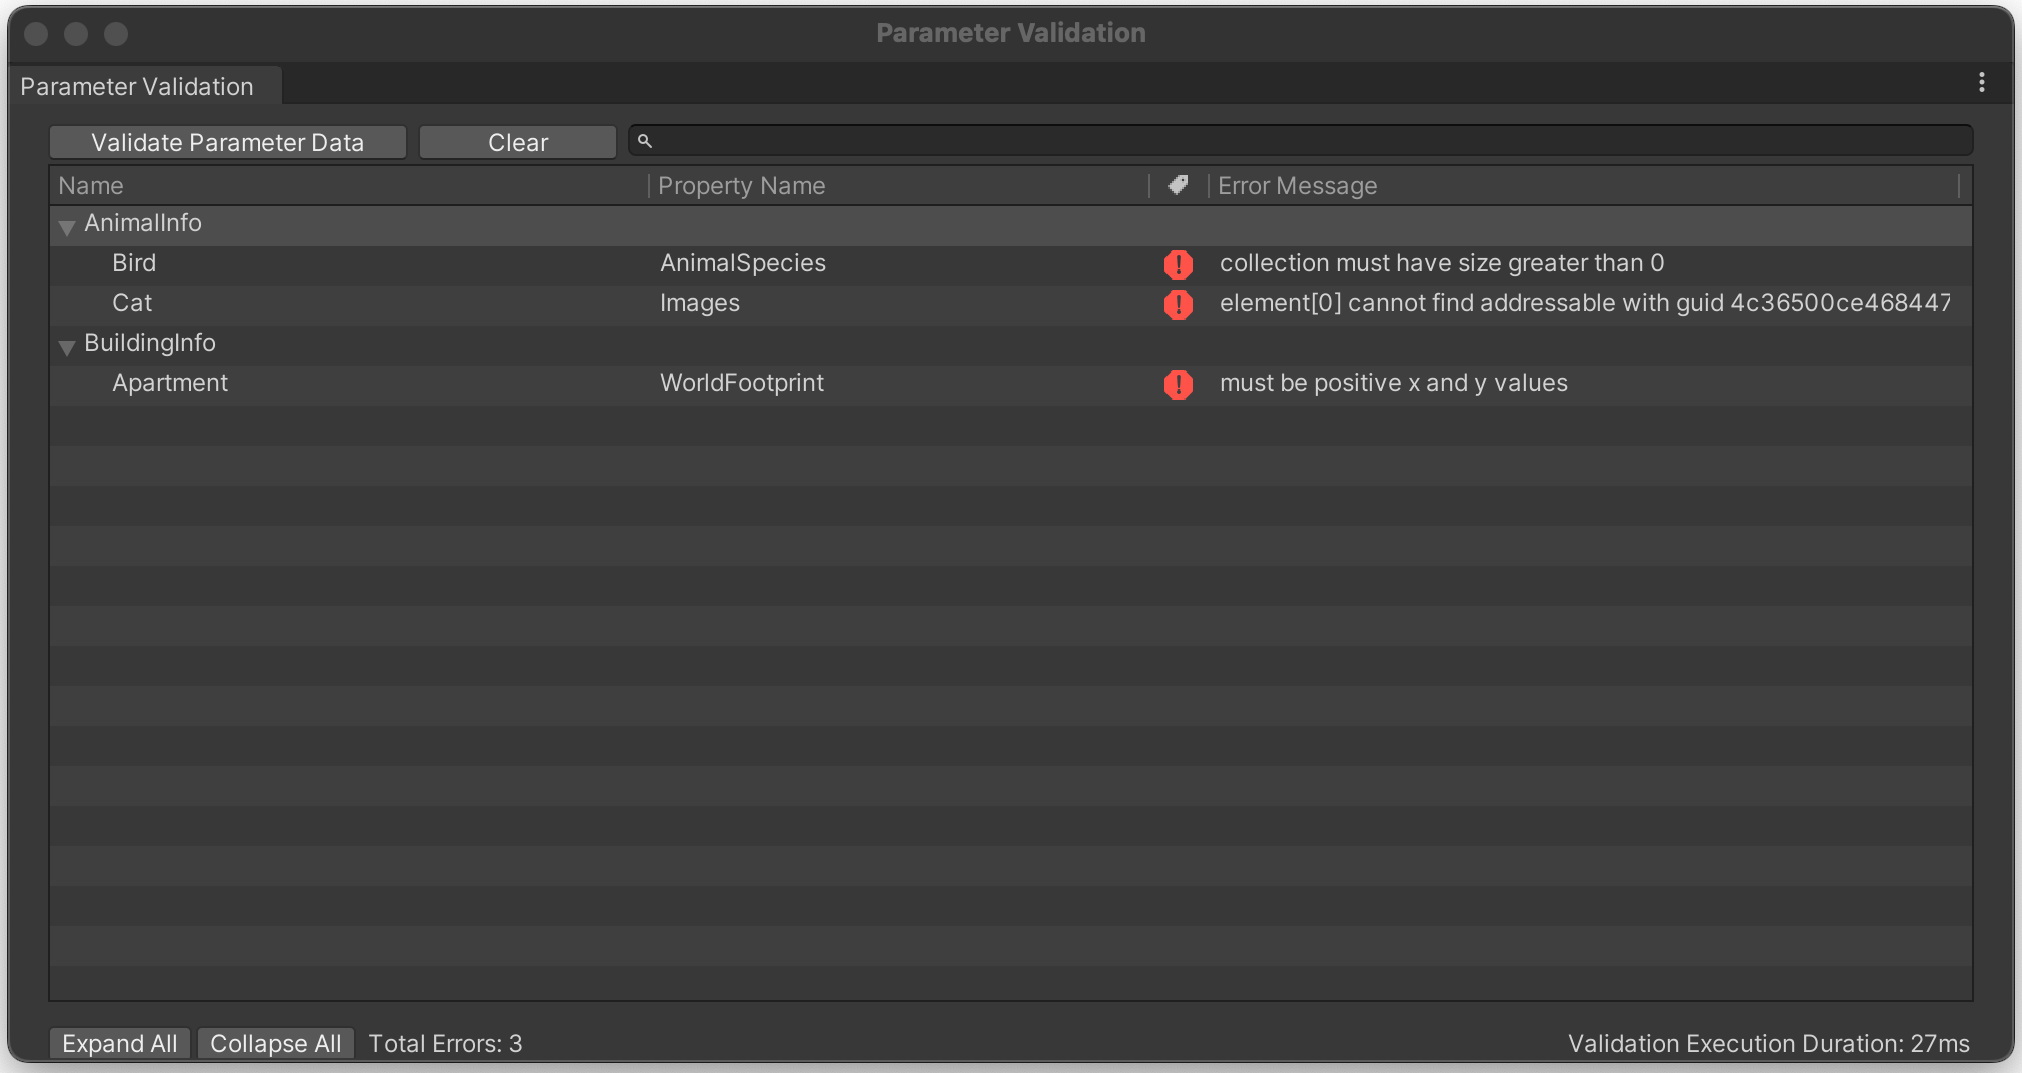 Parameter Validation
Parameter Validation
Validate Parameter Data Clear
Name Property Name Error Message
AnimalInfo
Bird AnimalSpecies collection must have size greater than 0
Cat Images element[0] cannot find addressable with guid 4c36500ce468447
BuildingInfo
Apartment WorldFootprint must be positive x and y values
Expand All Collapse All Total Errors: 3 Validation Execution Duration: 27ms